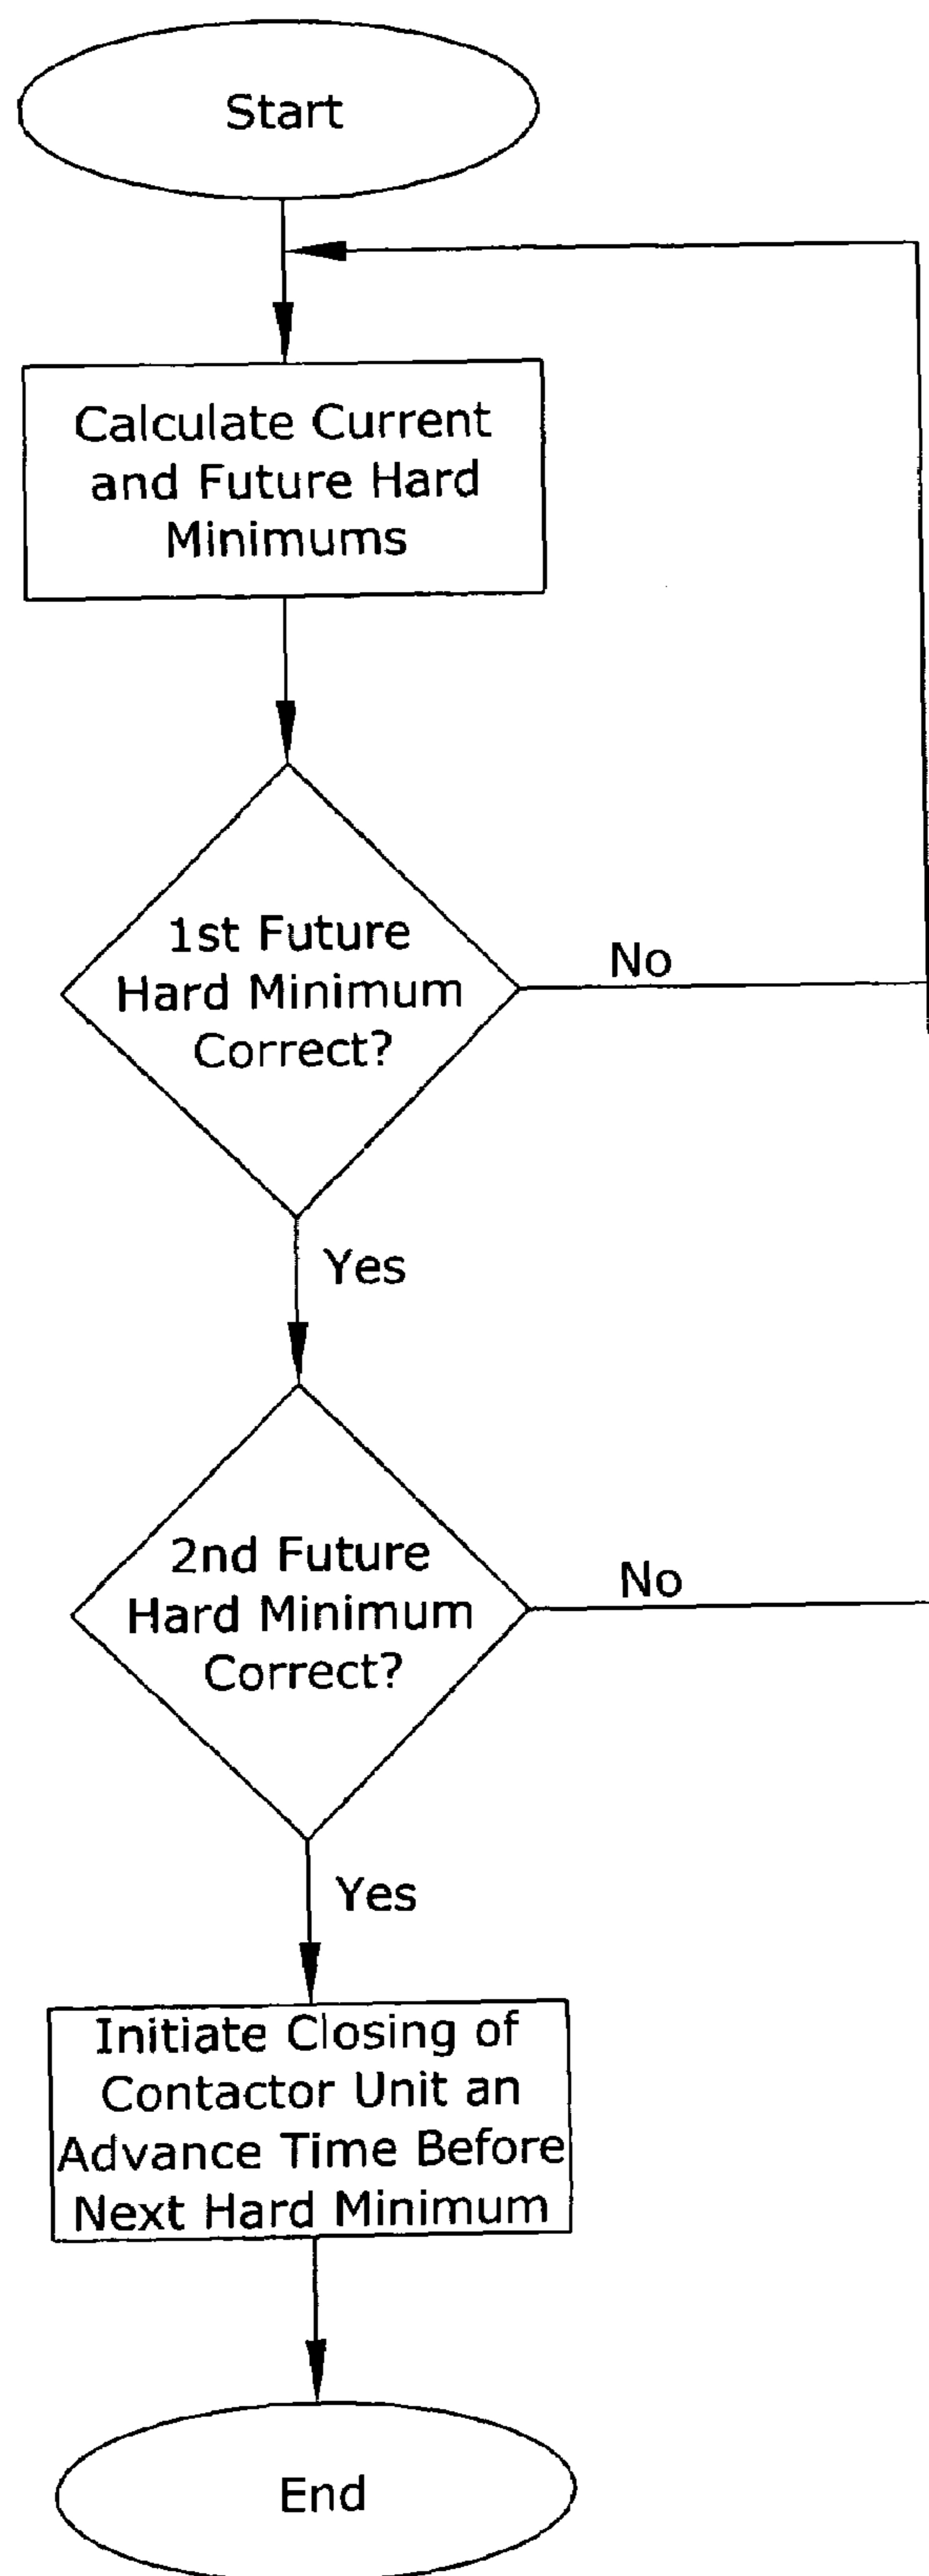 Start
Calculate Current
and Future Hard
Minimums
1st Future
Hard Minimum
Correct?
No
Yes
2nd Future
Hard Minimum
Correct?
No
Yes
Initiate Closing of
Contactor Unit an
Advance Time Before
Next Hard Minimum
End